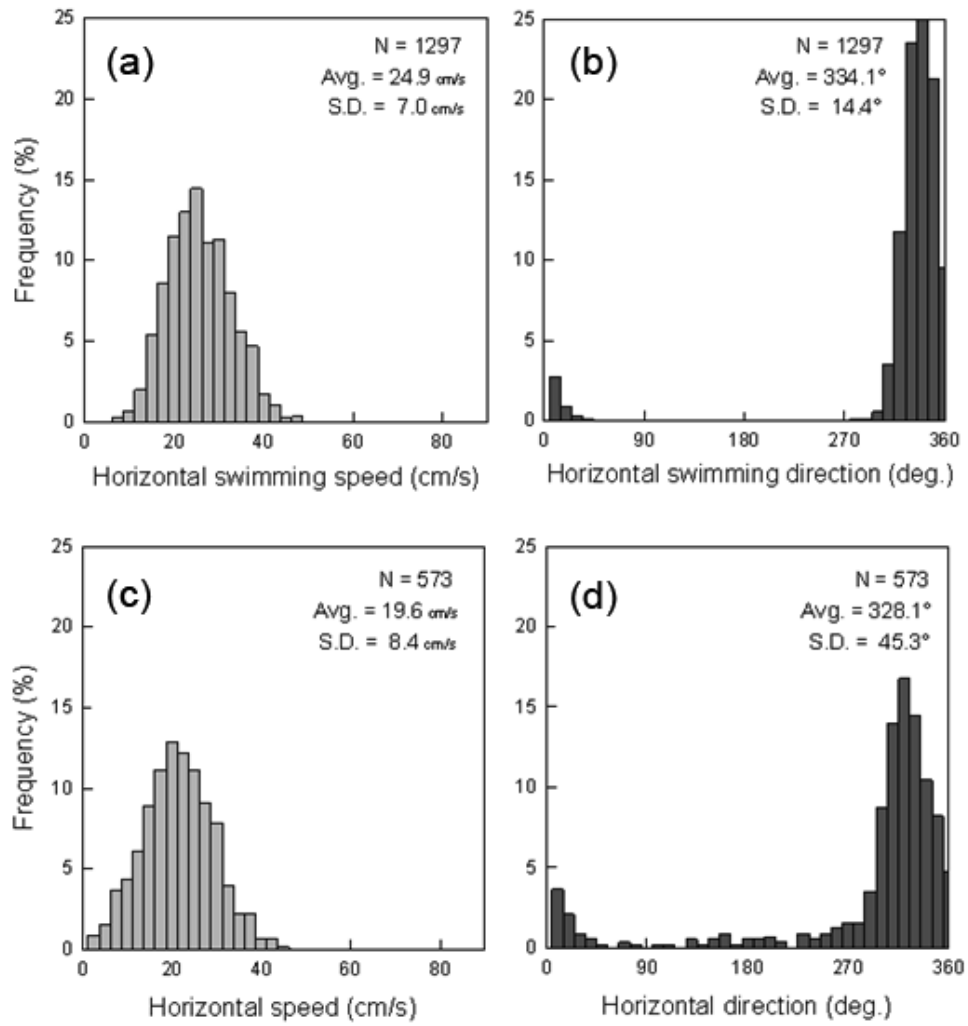 (a)
N = 1297
Avg. = 24.9 cm/s
S.D. = 7.0 cm/s
25
20
15
10
5
0
Frequency (%)
0 20 40 60 80
Horizontal swimming speed (cm/s)
(b)
N = 1297
Avg. = 334.1°
S.D. = 14.4°
25
20
15
10
5
0
0 90 180 270 360
Horizontal swimming direction (deg.)
(c)
N = 573
Avg. = 19.6 cm/s
S.D. = 8.4 cm/s
25
20
15
10
5
0
Frequency (%)
0 20 40 60 80
Horizontal speed (cm/s)
(d)
N = 573
Avg. = 328.1°
S.D. = 45.3°
25
20
15
10
5
0
0 90 180 270 360
Horizontal direction (deg.)